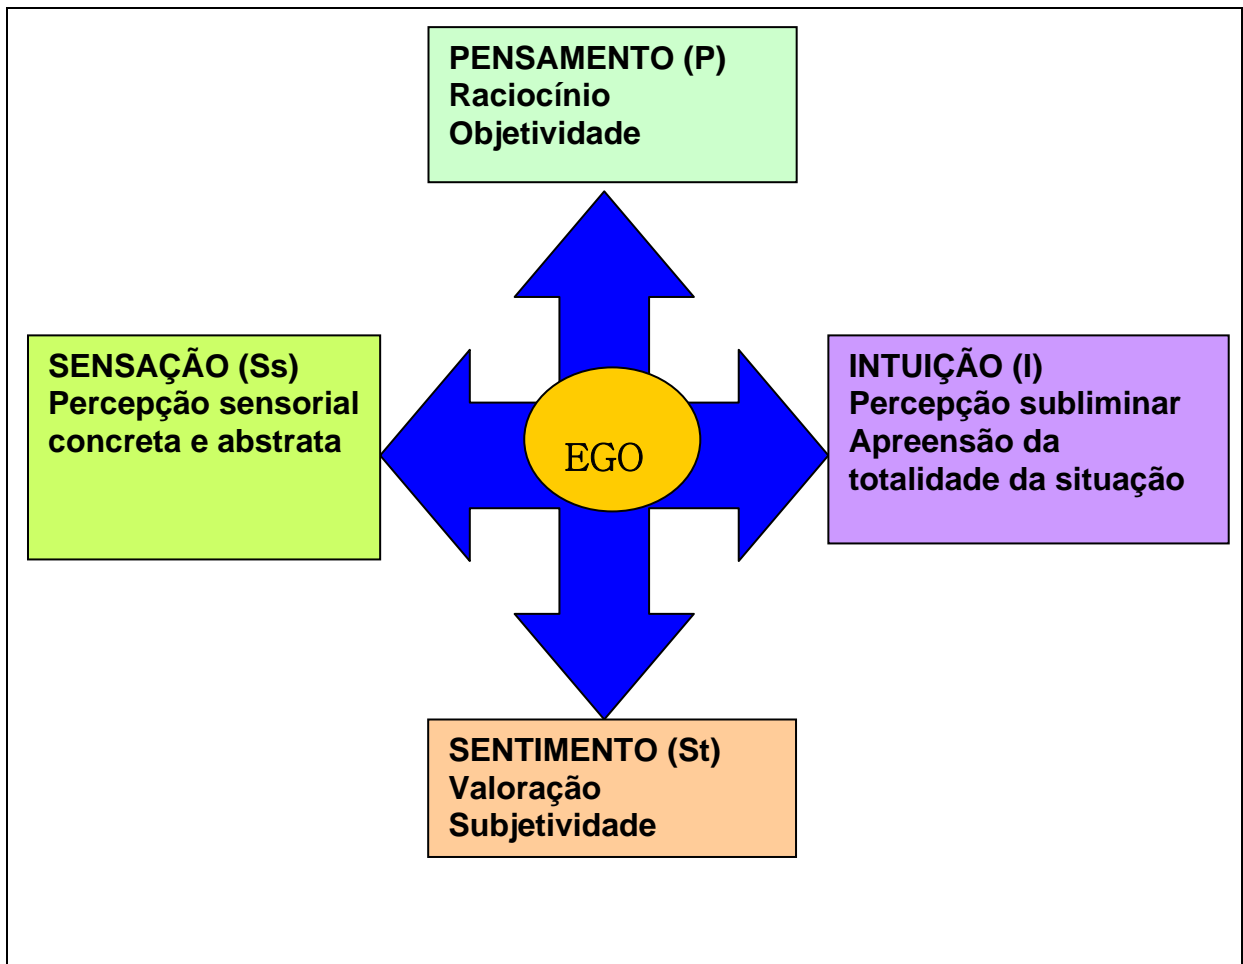 PENSAMENTO (P)
Raciocínio
Objetividade
SENSAÇÃO (Ss)
Percepção sensorial
concreta e abstrata
EGO
INTUIÇÃO (I)
Percepção subliminar
Apreensão da
totalidade da situação
SENTIMENTO (St)
Valoração
Subjetividade